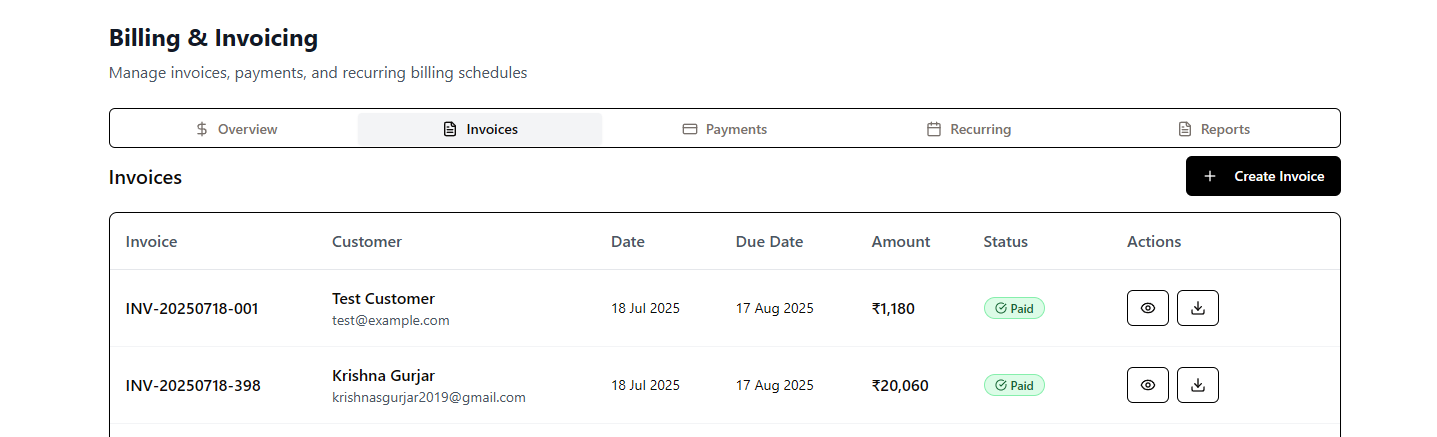 Billing & Invoicing
Manage invoices, payments, and recurring billing schedules
Overview Invoices Payments Recurring Reports
Invoices
Create Invoice
Invoice Customer Date Due Date Amount Status Actions
INV-20250718-001 Test Customer 18 Jul 2025 17 Aug 2025 ₹1,180 Paid
test@example.com
INV-20250718-398 Krishna Gurjar 18 Jul 2025 17 Aug 2025 ₹20,060 Paid
krishnasgurjar2019@gmail.com